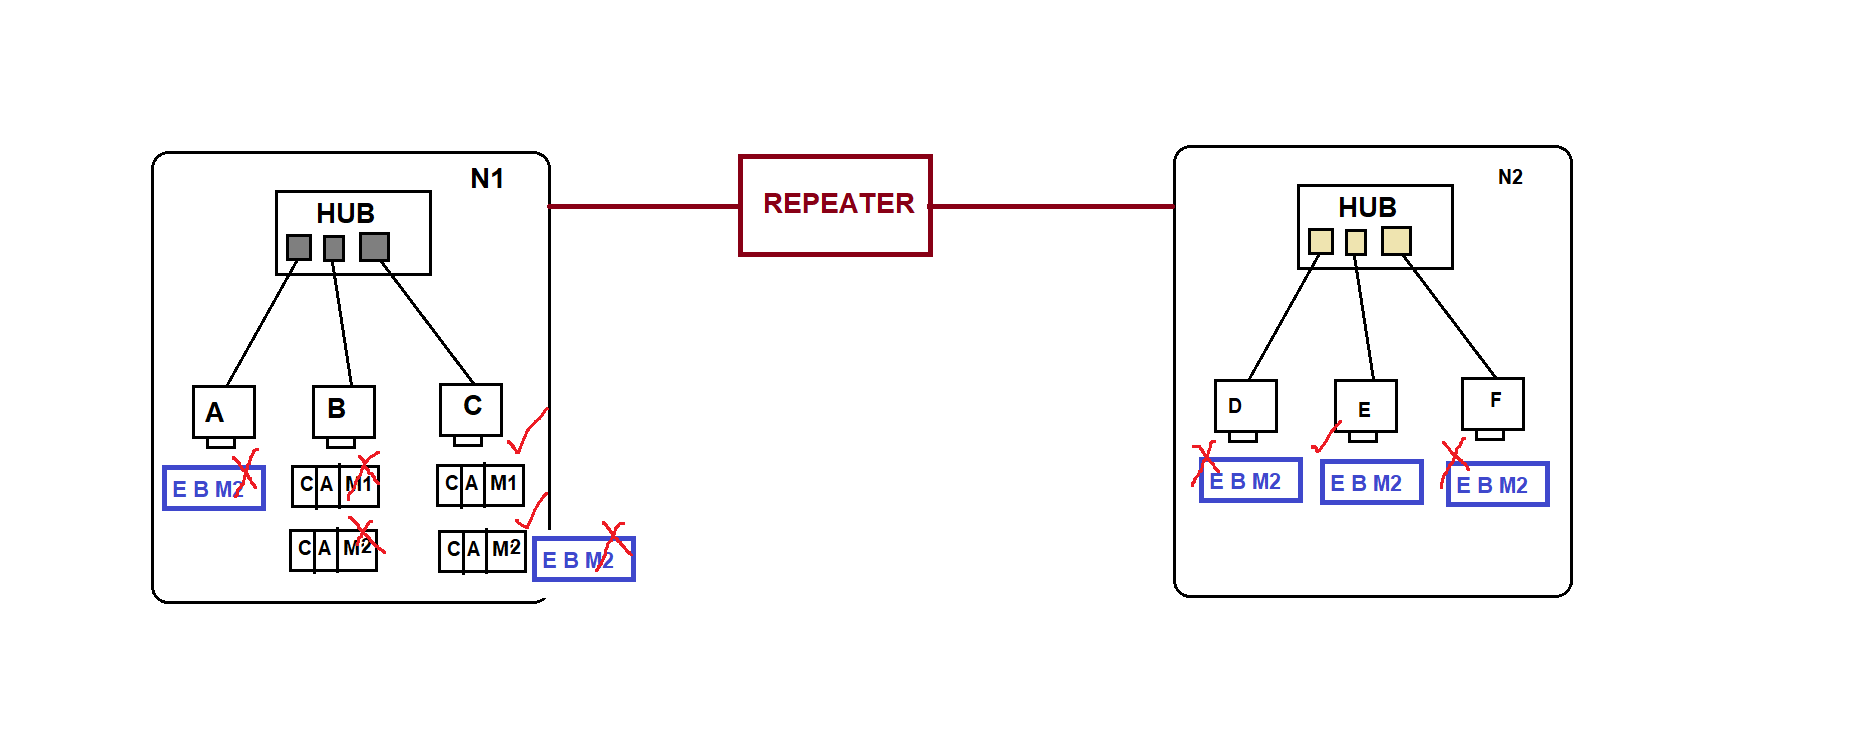 N1
HUB
A
B
C
E B M2
C A M1
C A M1
C A M2
C A M2
E B M2
REPEATER
N2
HUB
D
E
F
E B M2
E B M2
E B M2